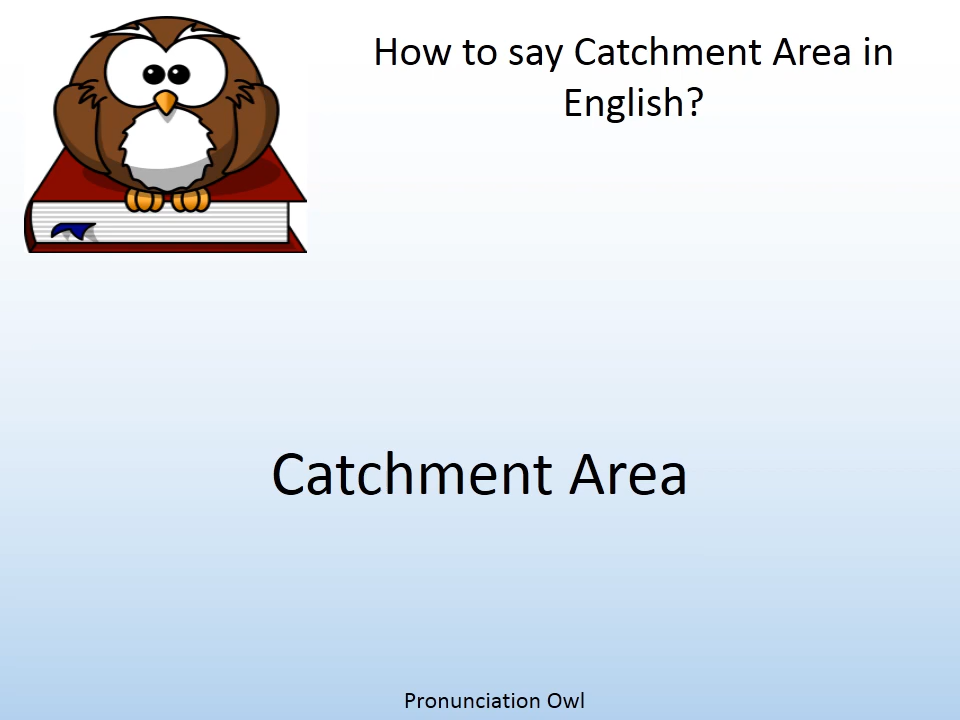 How to say Catchment Area in
English?
Catchment Area
Pronunciation Owl